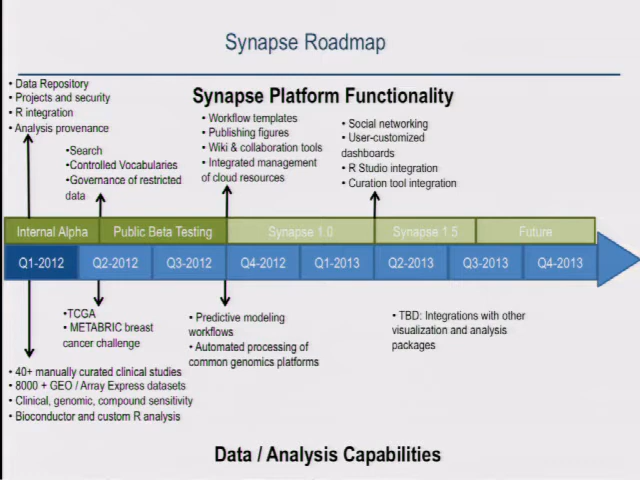 Synapse Roadmap
• Data Repository
• Projects and security
• R integration
• Analysis provenance
Synapse Platform Functionality
•Search
•Controlled Vocabularies
•Governance of restricted
data
• Workflow templates
• Publishing figures
• Wiki & collaboration tools
• Integrated management
of cloud resources
• Social networking
• User-customized
dashboards
• R Studio integration
• Curation tool integration
Internal Alpha
Public Beta Testing
Synapse 1.0
Synapse 1.5
Future
Q1-2012
Q2-2012
Q3-2012
Q4-2012
Q1-2013
Q2-2013
Q3-2013
Q4-2013
•TCGA
• METABRIC breast
cancer challenge
• Predictive modeling
workflows
• Automated processing of
common genomics platforms
• TBD: Integrations with other
visualization and analysis
packages
• 40+ manually curated clinical studies
• 8000 + GEO / Array Express datasets
• Clinical, genomic, compound sensitivity
• Bioconductor and custom R analysis
Data / Analysis Capabilities